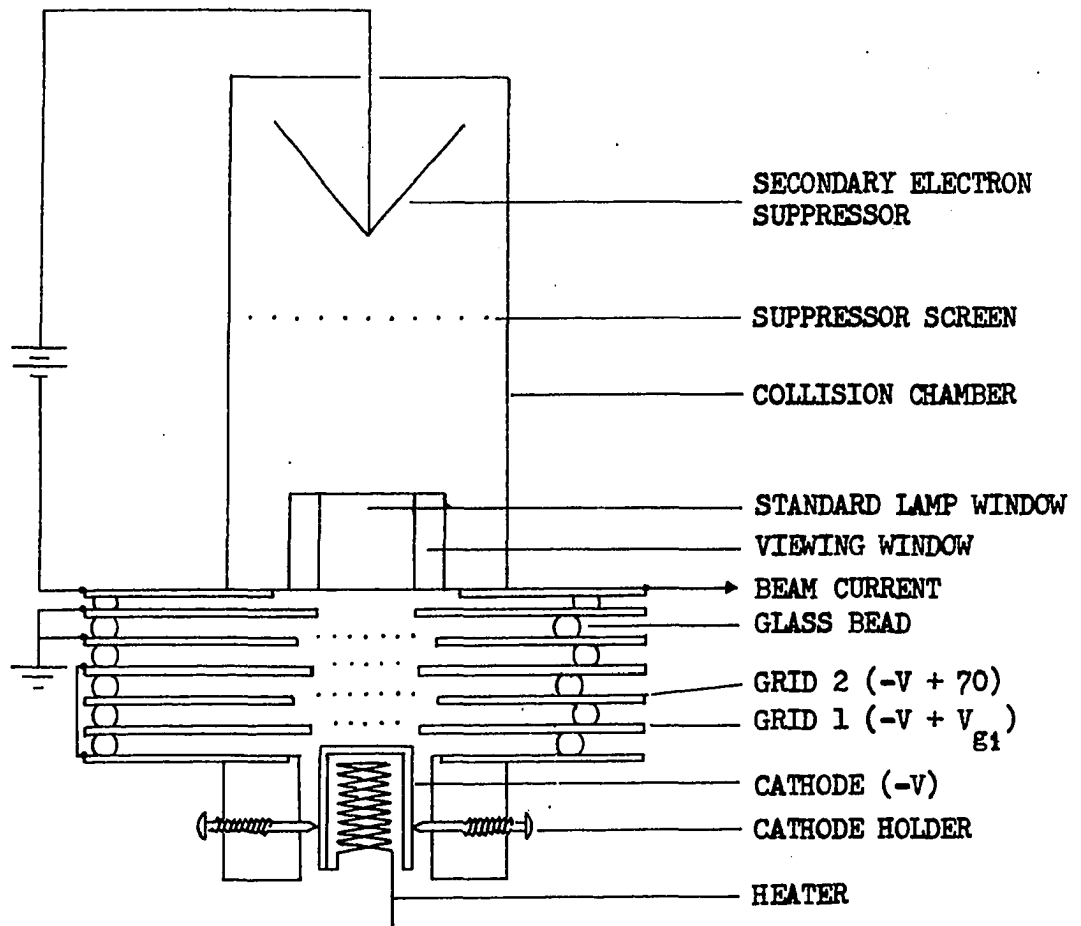 SECONDARY ELECTRON
SUPPRESSOR
SUPPRESSOR SCREEN
COLLISION CHAMBER
STANDARD LAMP WINDOW
VIEWING WINDOW
BEAM CURRENT
GLASS BEAD
GRID 2 (-V + 70)
GRID 1 (-V + Vg1)
CATHODE (-V)
CATHODE HOLDER
HEATER